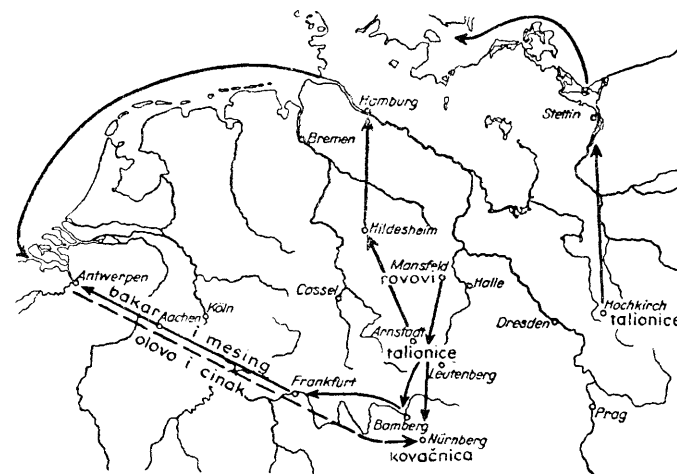 Hamburg
Stettin
Bremen
Hildesheim
Mansfeld
rovovi
Halle
Antwerpen
Cassel
Köln
Aachen
bakar i mesing
olovo i cinak
Hochkirch
talionice
Dresden
Arnstadt
talionice
Leutenberg
Frankfurt
Bamberg
Prag
Nürnberg
kovačnica